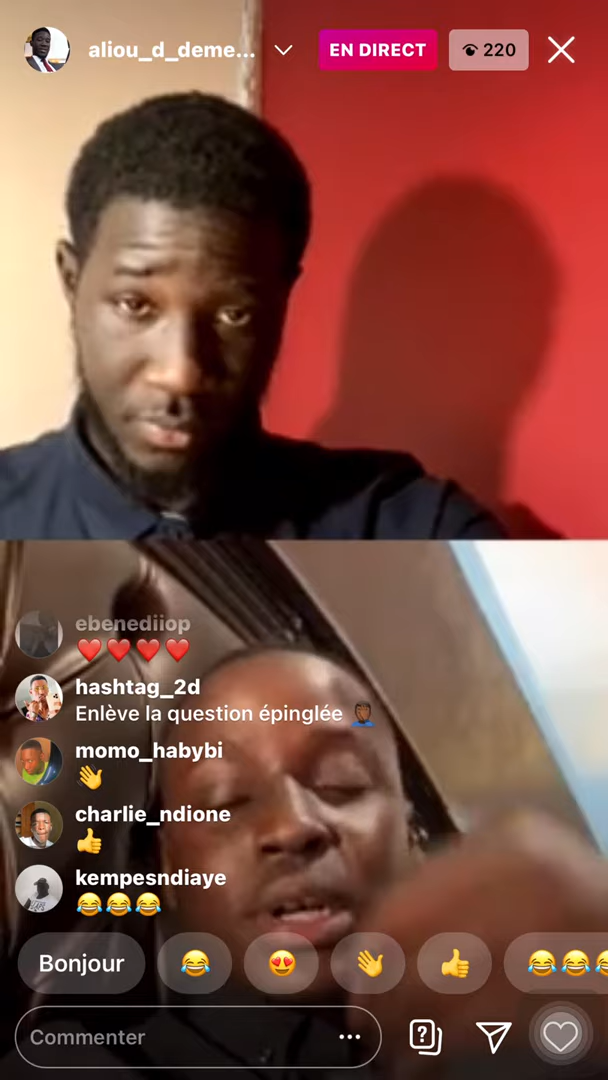 aliou_d_deme...
EN DIRECT
220
ebenediiop
❤️❤️❤️❤️
hashtag_2d
Enlève la question épinglée 🤦🏾‍♂️
momo_habybi
👋
charlie_ndione
👍
kempesndiaye
😂😂😂
Bonjour 😂 😍 👋 👍 😂😂😂
Commenter